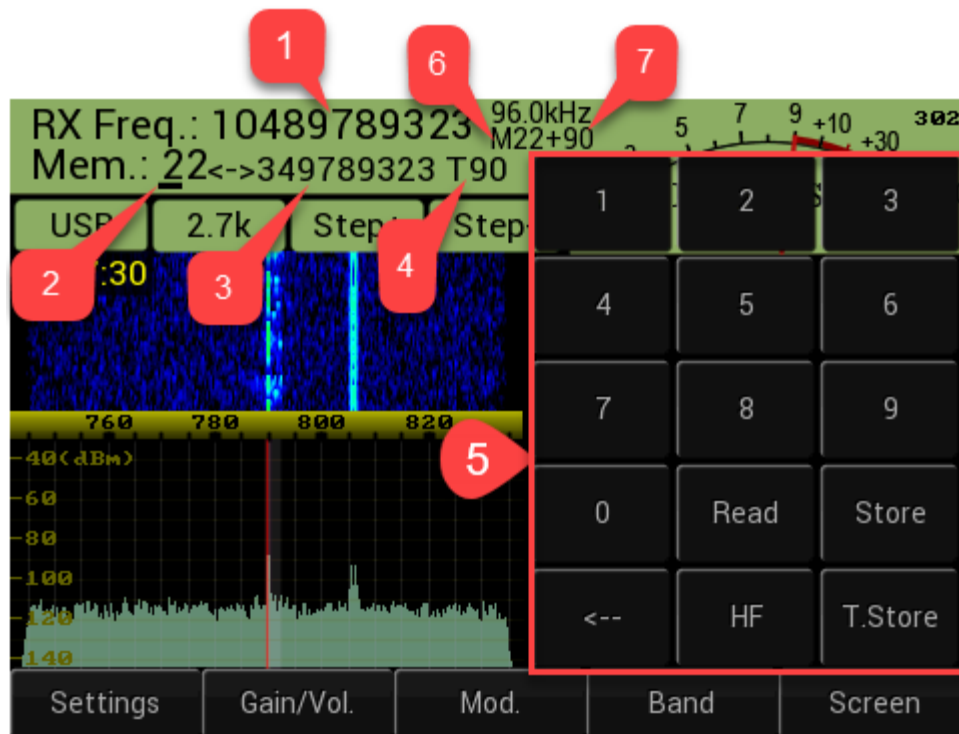 1
6
7
RX Freq.: 10489789323
96.0kHz
M22+90
5 7 9 +10 +30
302
Mem.: 22<->349789323 T90
2.7k
2
3
4
:30
1 2 3
4 5 6
7 8 9
0 Read Store
<-- HF T.Store
5
760 780 800 820
-40(dBm)
-60
-80
-100
-120
-140
Settings Gain/Vol. Mod. Band Screen